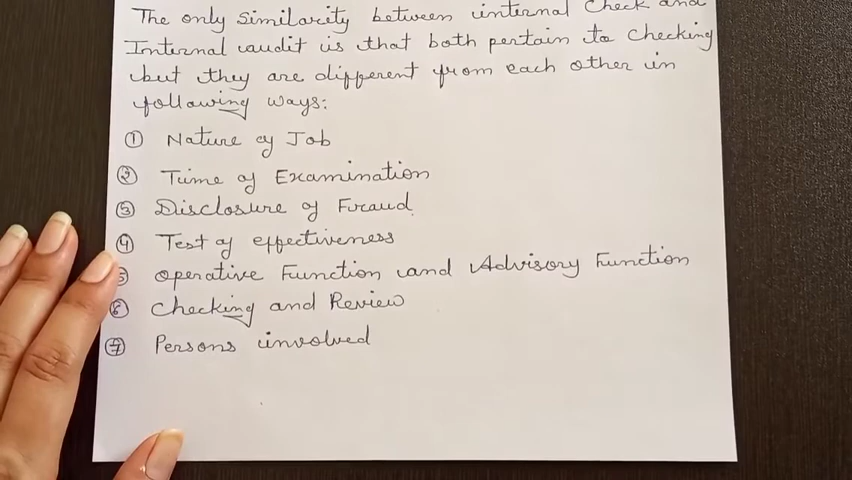 The only similarity between internal check and
Internal audit is that both pertain to checking
but they are different from each other in
following ways:
① Nature of Job
② Time of Examination
③ Disclosure of Fraud
④ Test of effectiveness
⑤ operative Function and Advisory Function
⑥ checking and Review
⑦ Persons involved